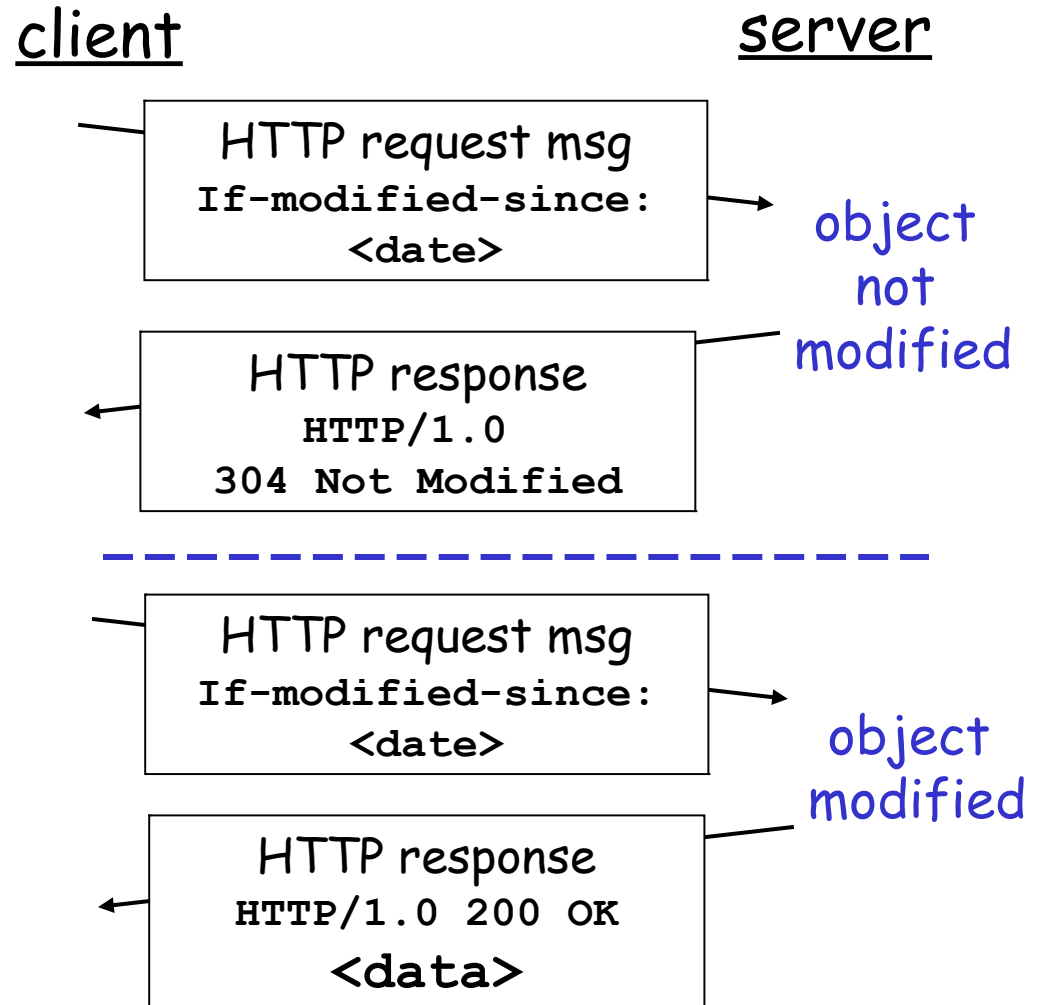 client
server
HTTP request msg
If-modified-since:
<date>
object
not
modified
HTTP response
HTTP/1.0
304 Not Modified
HTTP request msg
If-modified-since:
<date>
object
modified
HTTP response
HTTP/1.0 200 OK
<data>